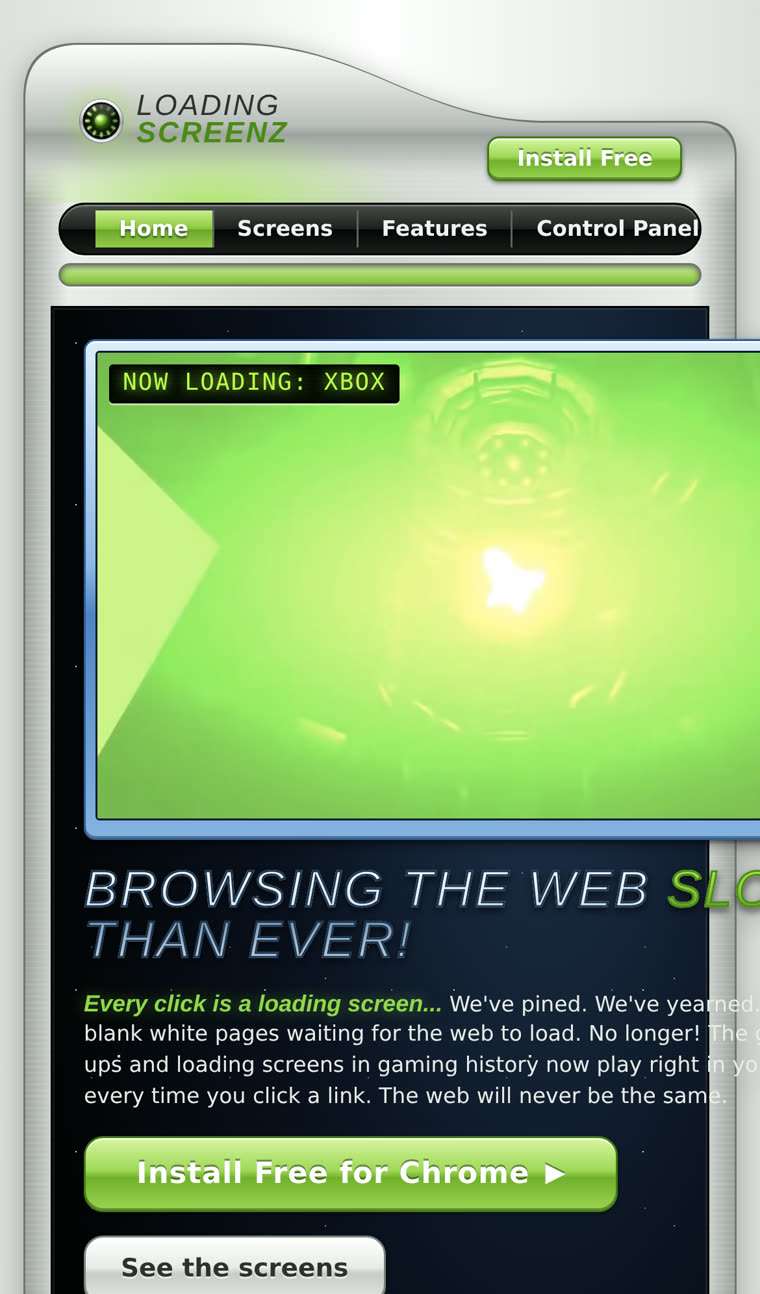 LOADING
SCREENZ
Install Free
Home Screens Features Control Panel
NOW LOADING: XBOX
BROWSING THE WEB
THAN EVER!
Every click is a loading screen... We've pined. We've yearned.
blank white pages waiting for the web to load. No longer! The
ups and loading screens in gaming history now play right in
every time you click a link. The web will never be the same.
Install Free for Chrome ►
See the screens